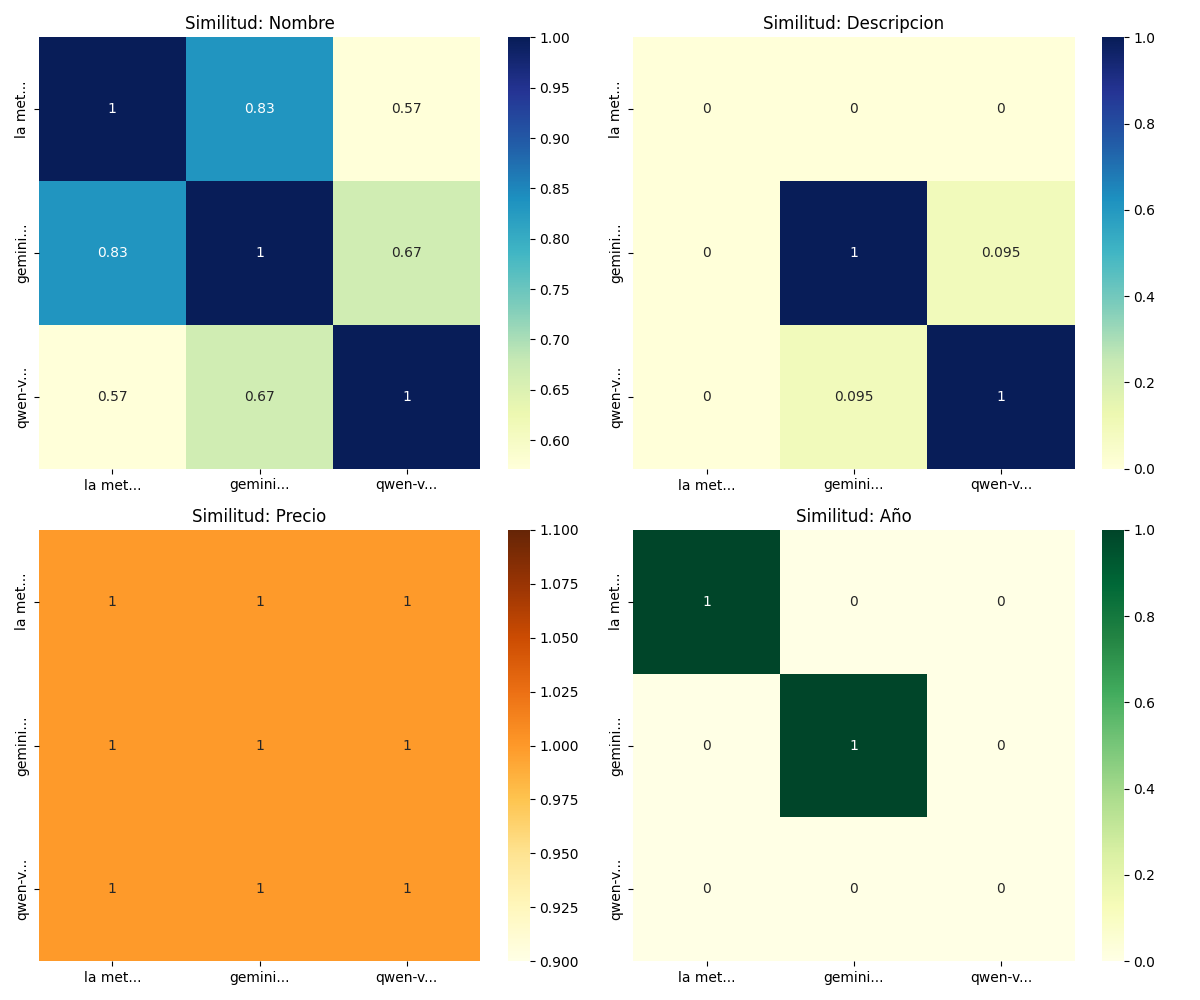 Similitud: Nombre
la met...
gemini...
qwen-v...
1 0.83 0.57
0.83 1 0.67
0.57 0.67 1
la met... gemini... qwen-v...
1.00
0.95
0.90
0.85
0.80
0.75
0.70
0.65
0.60
Similitud: Descripcion
la met...
gemini...
qwen-v...
0 0 0
0 1 0.095
0 0.095 1
la met... gemini... qwen-v...
1.0
0.8
0.6
0.4
0.2
0.0
Similitud: Precio
la met...
gemini...
qwen-v...
1 1 1
1 1 1
1 1 1
la met... gemini... qwen-v...
1.100
1.075
1.050
1.025
1.000
0.975
0.950
0.925
0.900
Similitud: Año
la met...
gemini...
qwen-v...
1 0 0
0 1 0
0 0 0
la met... gemini... qwen-v...
1.0
0.8
0.6
0.4
0.2
0.0